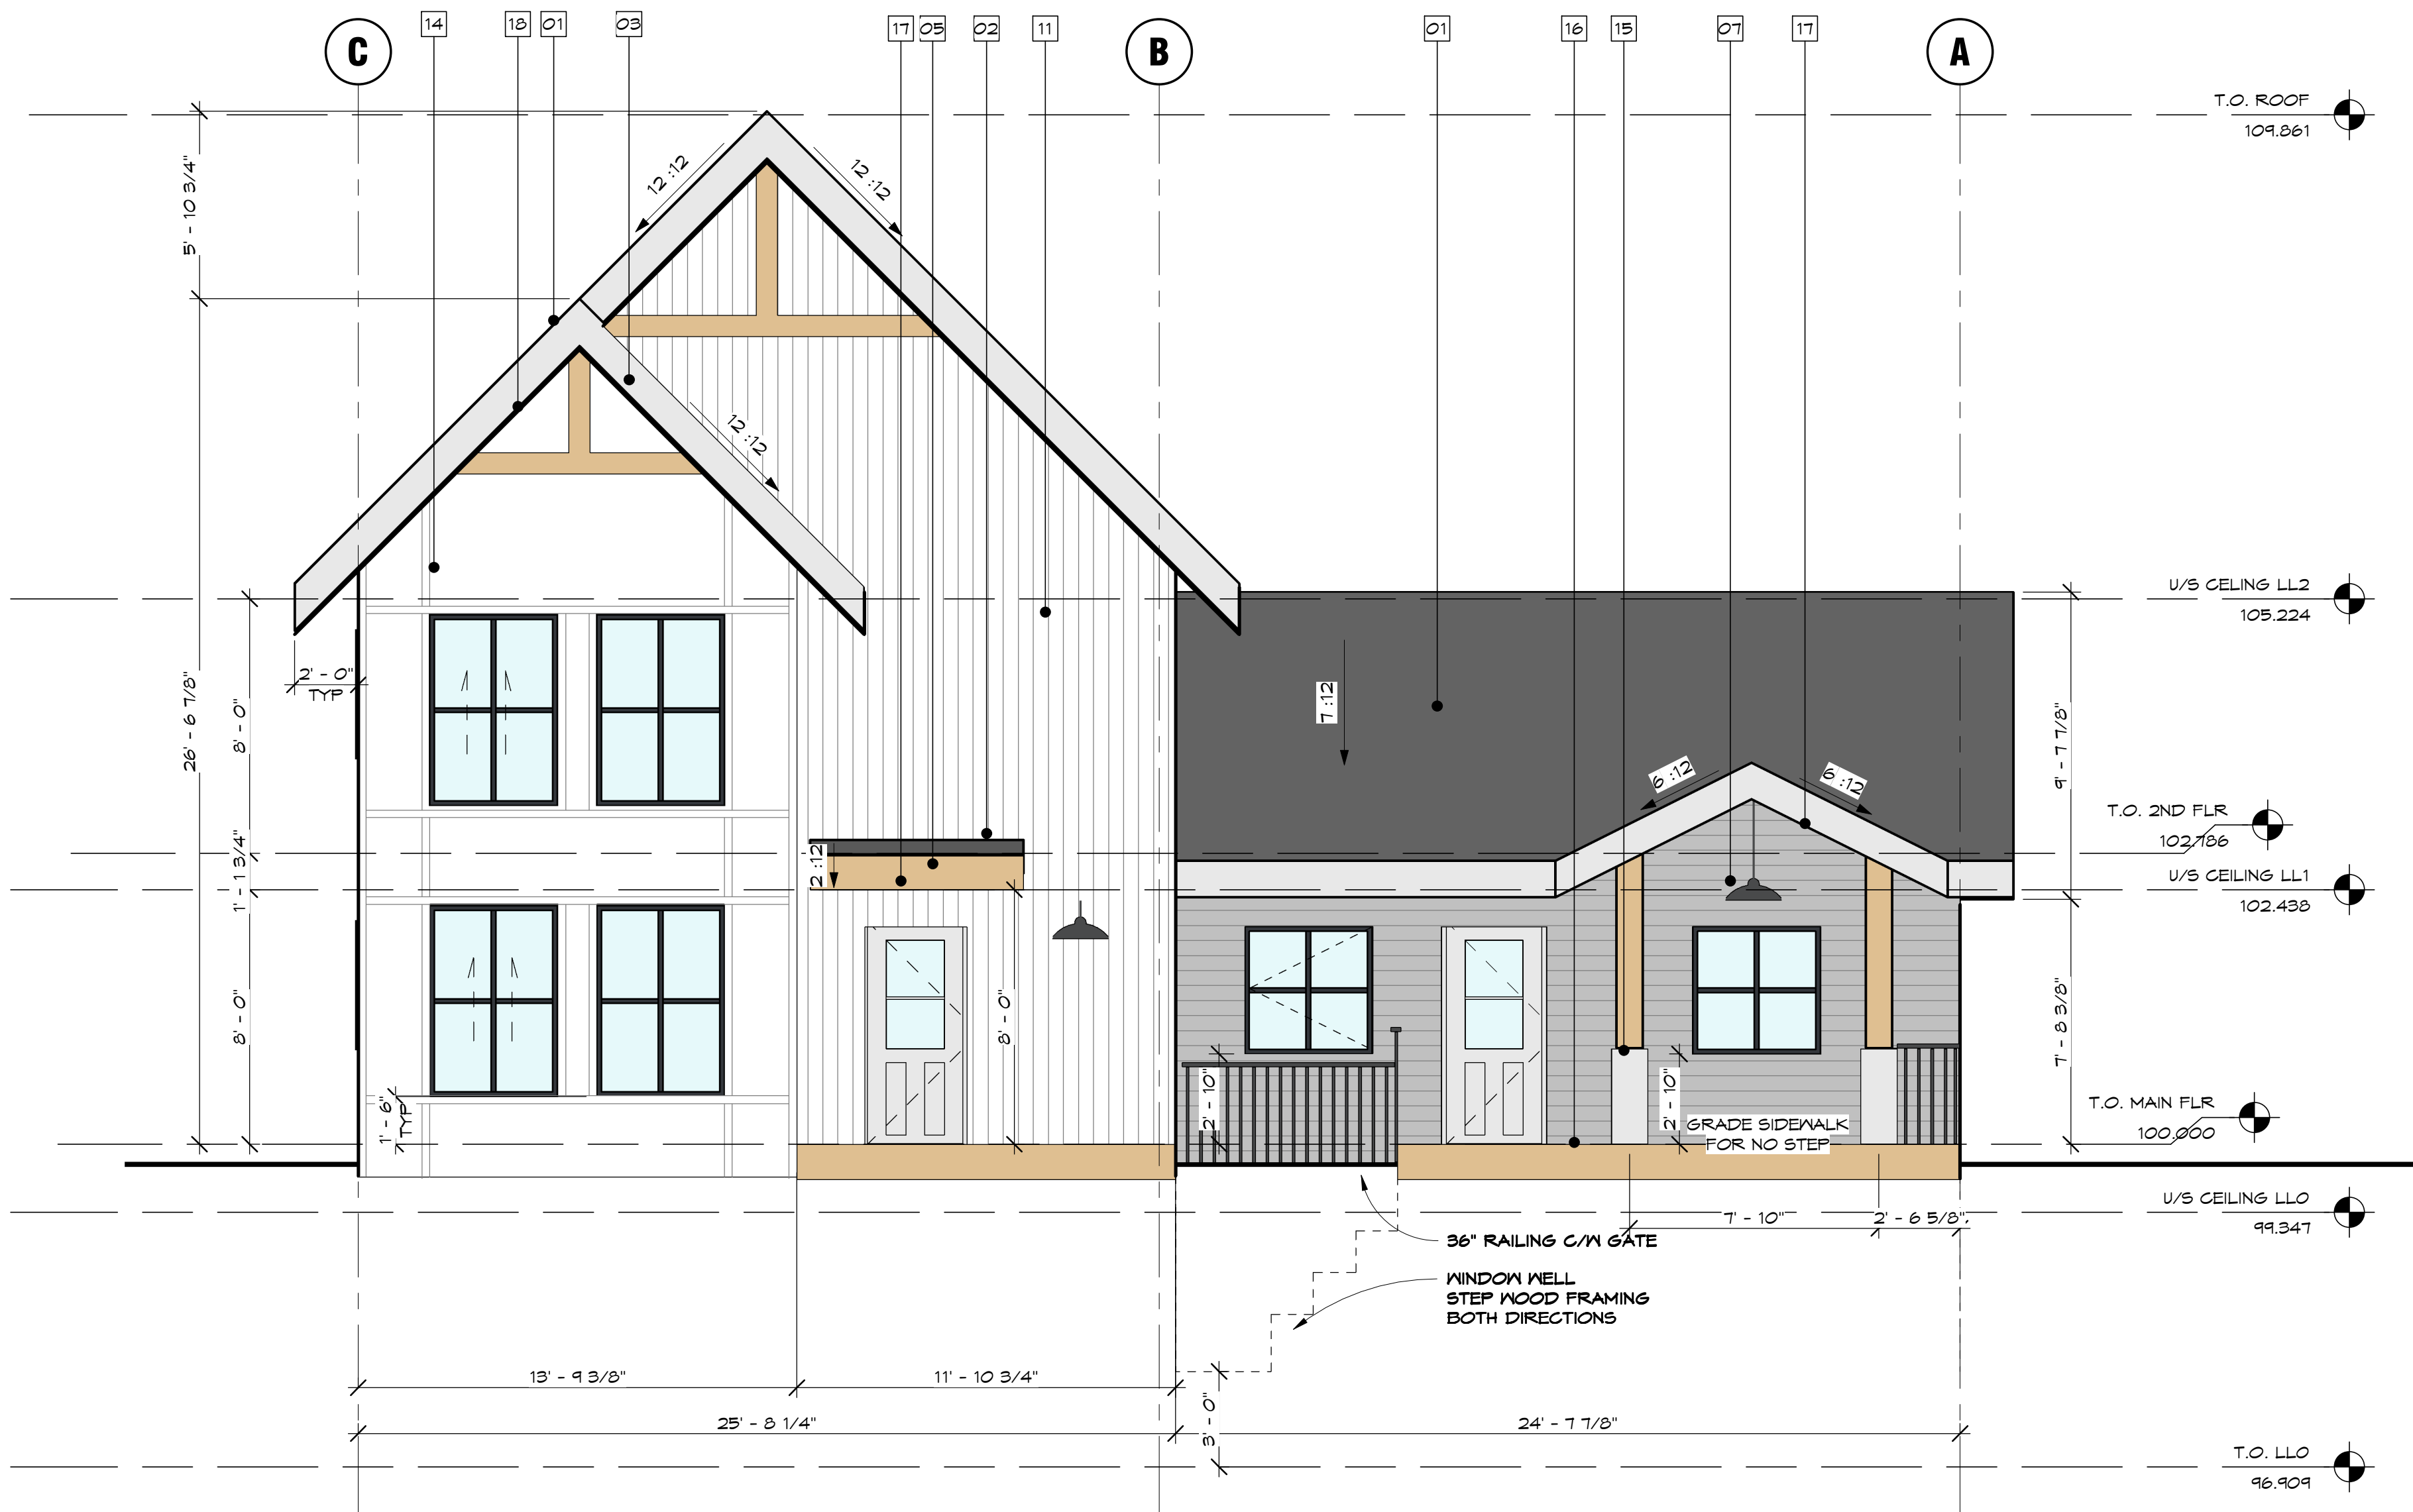 14
18
01
03
17
05
02
11
01
16
15
07
17
C
B
A
T.O. ROOF
109.861
12 :12
12 :12
5' - 10 3/4"
12 :12
U/S CELING LL2
105.224
2' - 0"
TYP
26' - 6 7/8"
8' - 0"
7 :12
9' - 7 7/8"
6 :12
6 :12
T.O. 2ND FLR
102.786
1' - 1 3/4"
2 :12
U/S CEILING LL1
102.438
8' - 0"
8' - 0"
7' - 8 3/8"
1' - 6"
TYP
2' - 10"
2' - 10"
GRADE SIDEWALK
FOR NO STEP
T.O. MAIN FLR
100.000
U/S CEILING LL0
99.347
7' - 10"
2' - 6 5/8"
36" RAILING C/W GATE
WINDOW WELL
STEP WOOD FRAMING
BOTH DIRECTIONS
13' - 9 3/8"
11' - 10 3/4"
25' - 8 1/4"
3' - 0"
24' - 7 7/8"
T.O. LL0
96.909